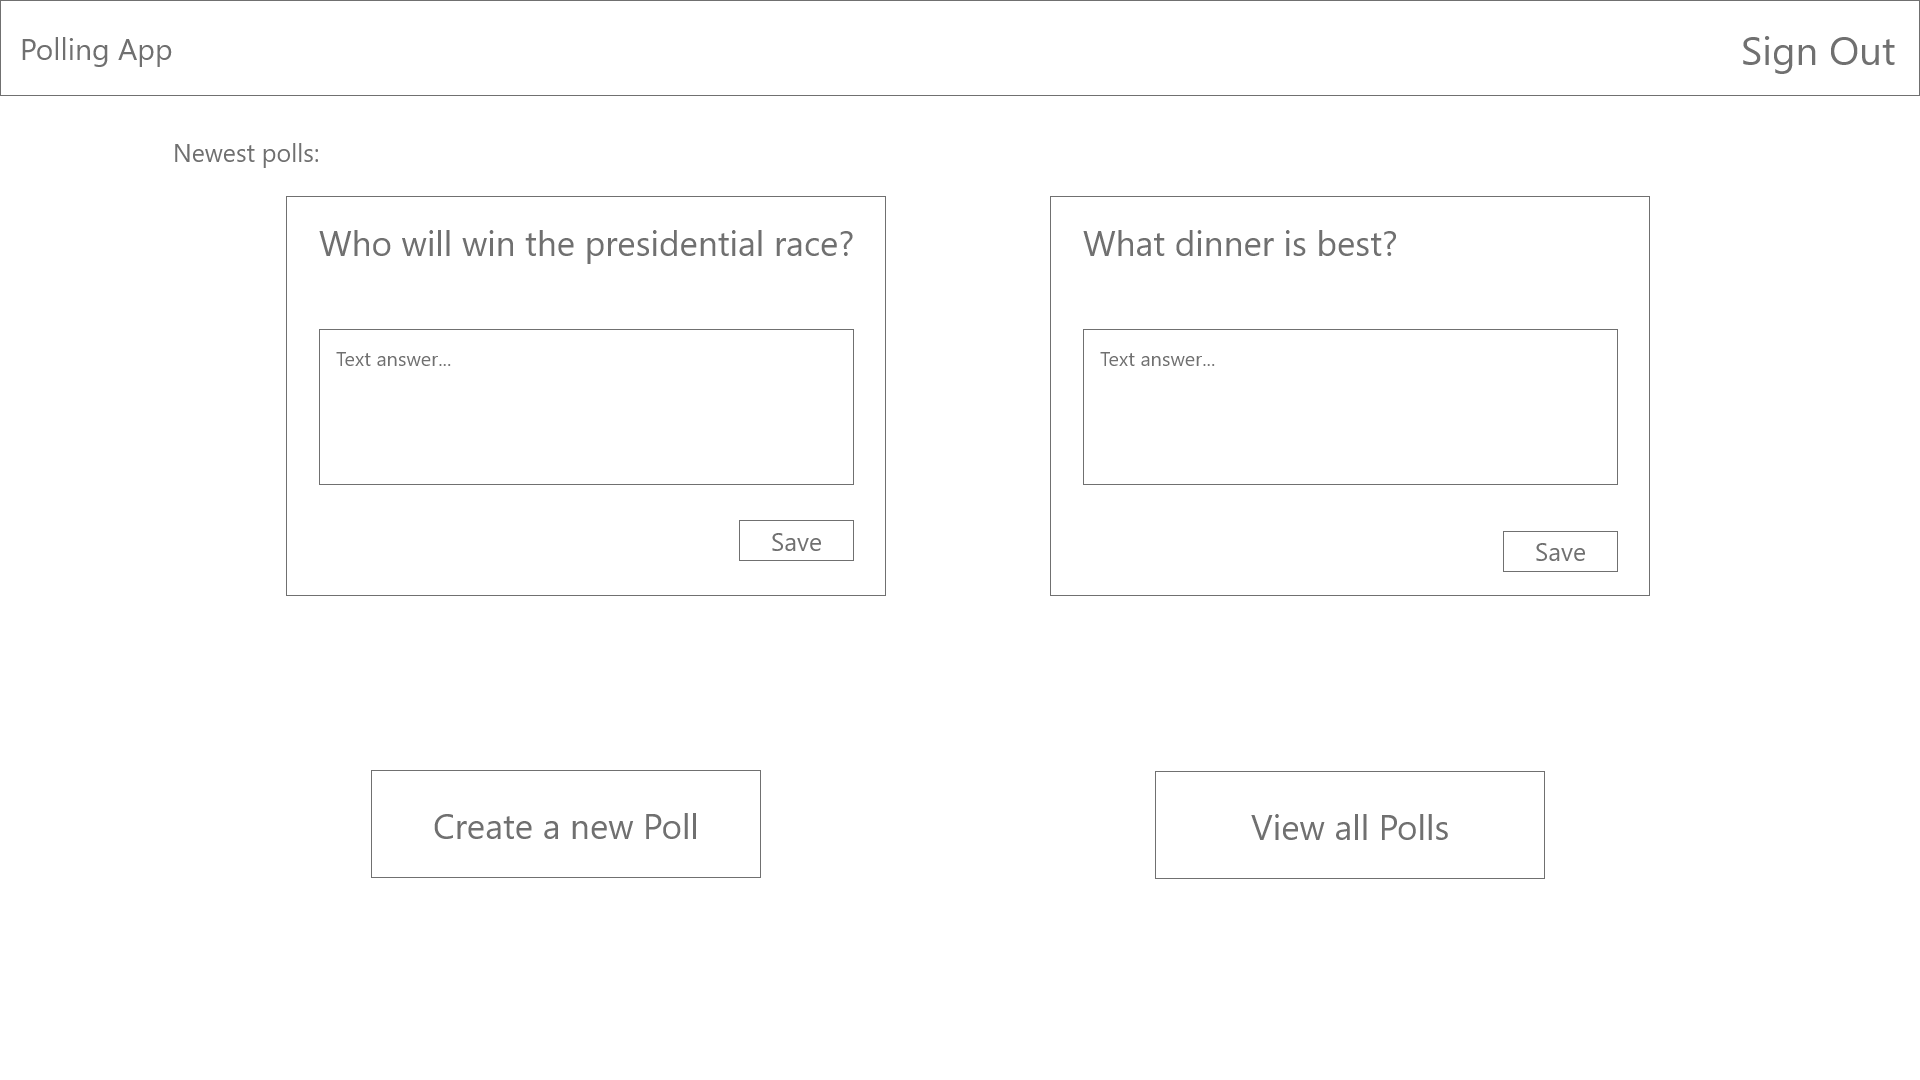 Polling App
Sign Out
Newest polls:
Who will win the presidential race?
Text answer...
Save
What dinner is best?
Text answer...
Save
Create a new Poll
View all Polls